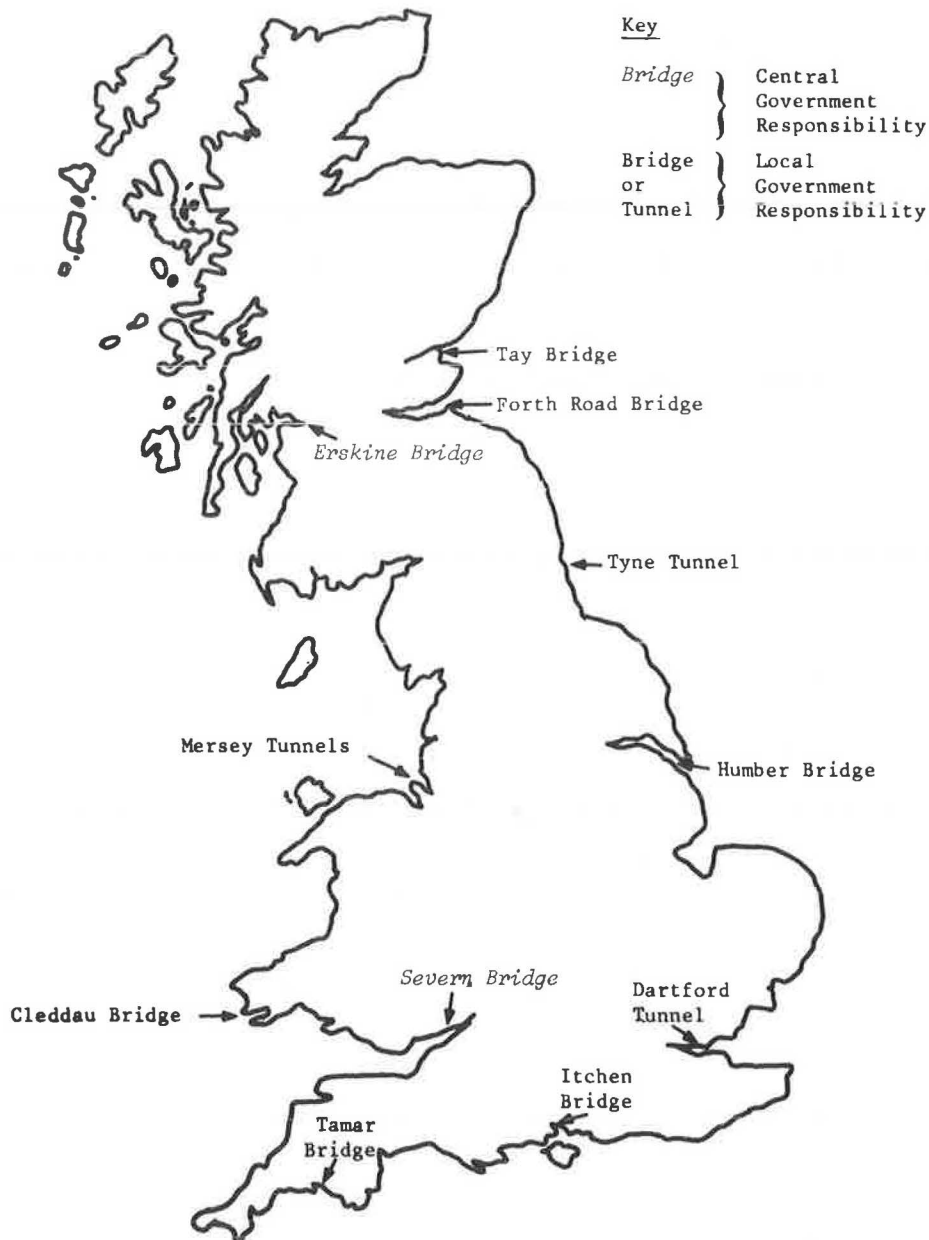 Key
Bridge } Central
Government
Responsibility
Bridge } Local
or Government
Tunnel Responsibility
Tay Bridge
Forth Road Bridge
Erskine Bridge
Tyne Tunnel
Mersey Tunnels
Humber Bridge
Severn Bridge
Cleddau Bridge
Dartford
Tunnel
Itchen
Bridge
Tamar
Bridge